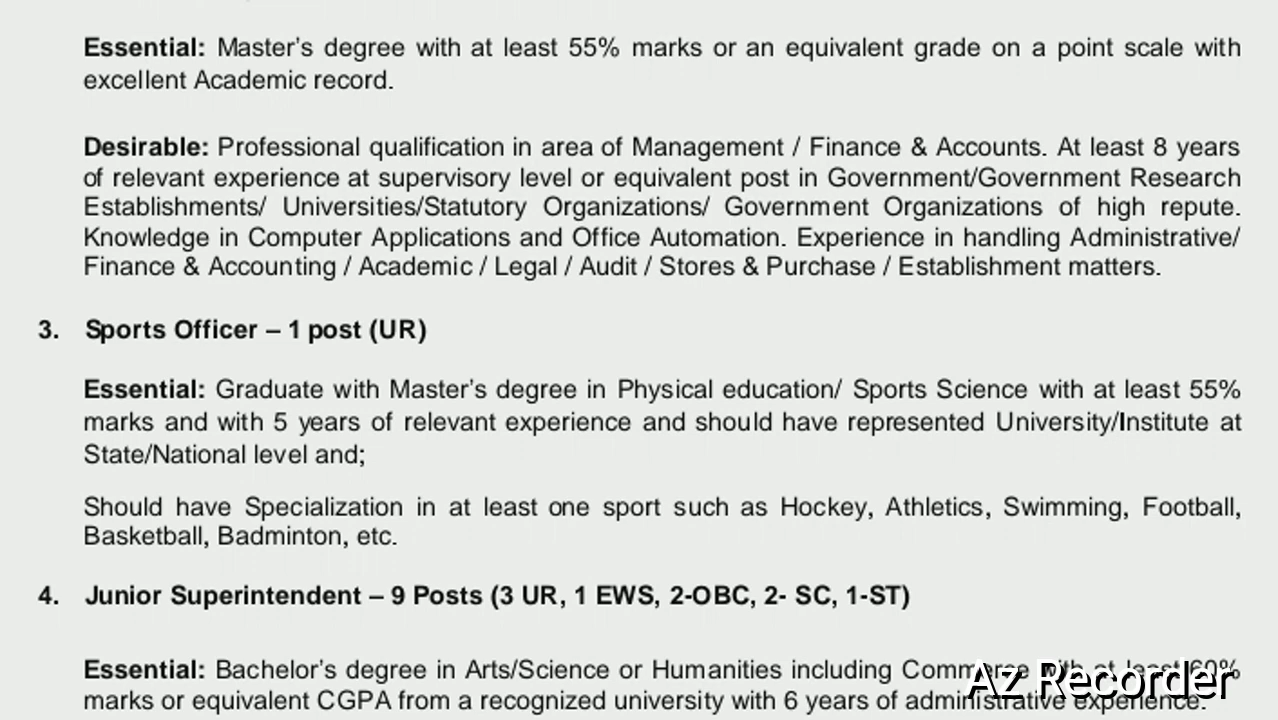 Essential: Master's degree with at least 55% marks or an equivalent grade on a point scale with
excellent Academic record.
Desirable: Professional qualification in area of Management / Finance & Accounts. At least 8 years
of relevant experience at supervisory level or equivalent post in Government/Government Research
Establishments/ Universities/Statutory Organizations/ Government Organizations of high repute.
Knowledge in Computer Applications and Office Automation. Experience in handling Administrative/
Finance & Accounting / Academic / Legal / Audit / Stores & Purchase / Establishment matters.
3. Sports Officer – 1 post (UR)
Essential: Graduate with Master's degree in Physical education/ Sports Science with at least 55%
marks and with 5 years of relevant experience and should have represented University/Institute at
State/National level and;
Should have Specialization in at least one sport such as Hockey, Athletics, Swimming, Football,
Basketball, Badminton, etc.
4. Junior Superintendent – 9 Posts (3 UR, 1 EWS, 2-OBC, 2- SC, 1-ST)
Essential: Bachelor's degree in Arts/Science or Humanities including Commerce with at least 60%
marks or equivalent CGPA from a recognized university with 6 years of administrative experience.
Az Recorder